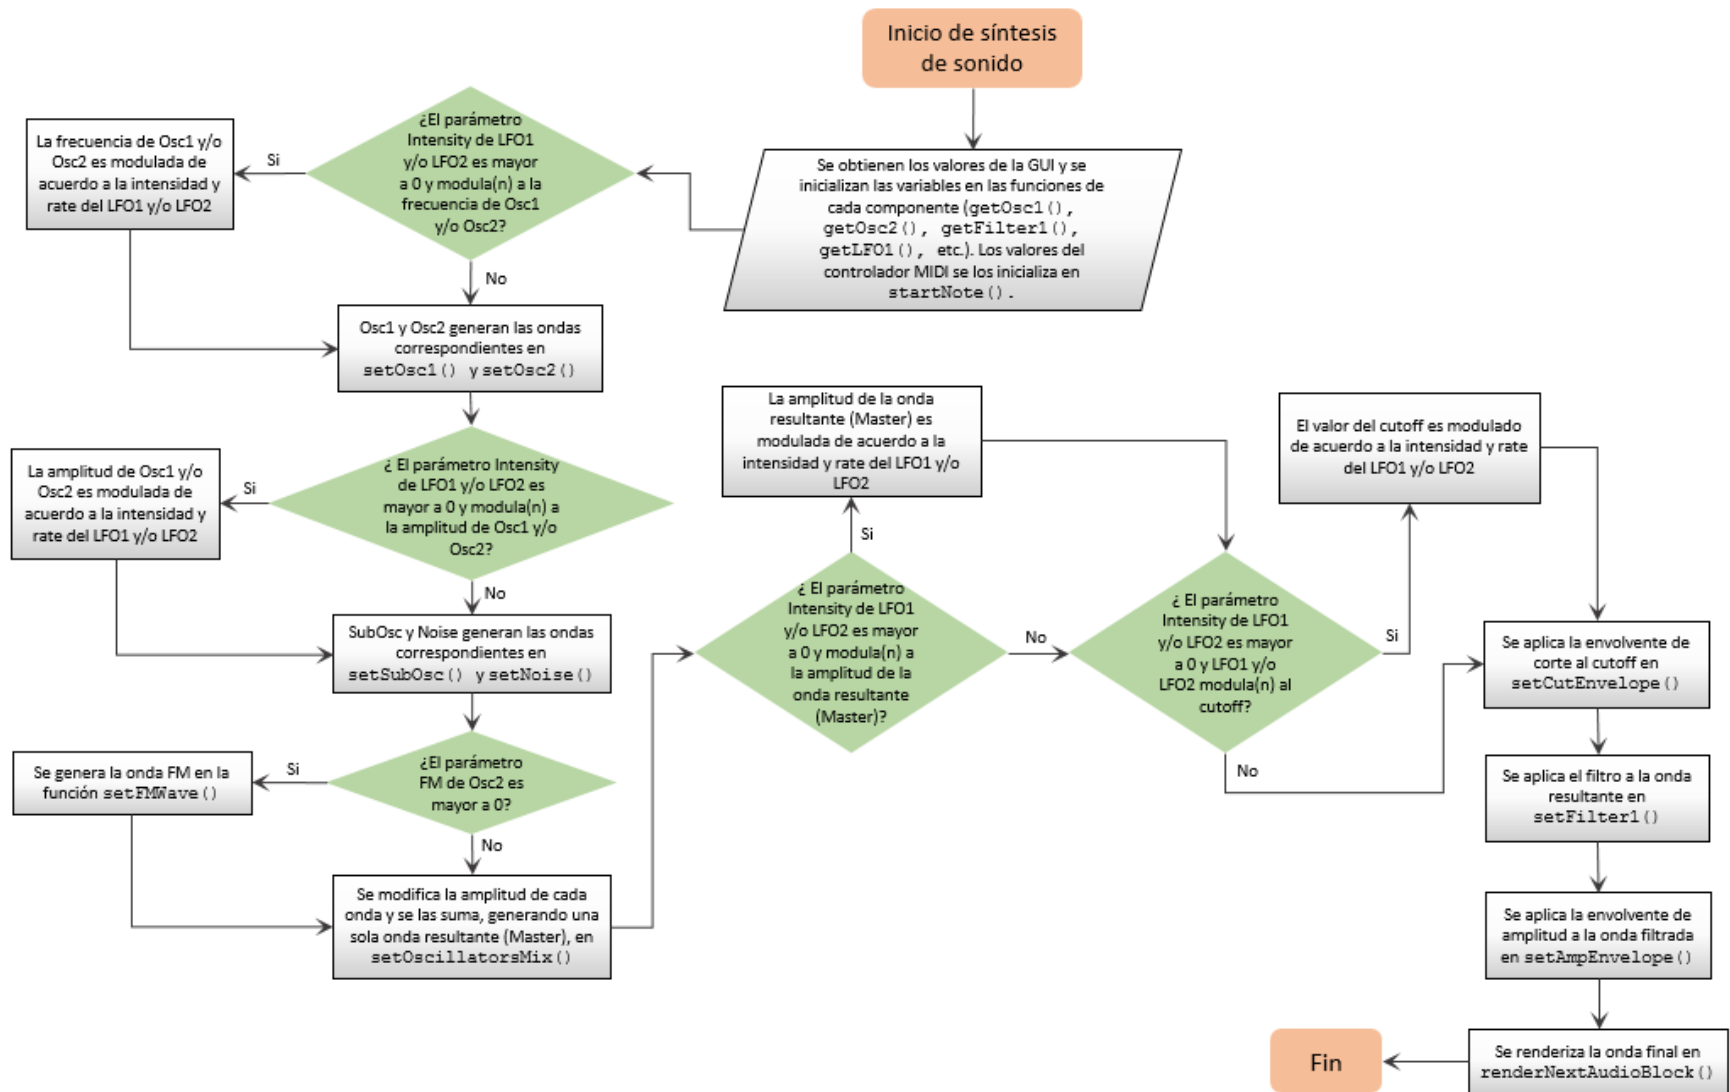 Inicio de síntesis
de sonido
Se obtienen los valores de la GUI y se
inicializan las variables en las funciones de
cada componente (getOsc1(),
getOsc2(), getFilter1(),
getLFO1(), etc.). Los valores del
controlador MIDI se los inicializa en
startNote().
¿El parámetro
Intensity de LFO1
y/o LFO2 es mayor
a 0 y modula(n) a la
frecuencia de Osc1
y/o Osc2?
Si
La frecuencia de Osc1 y/o
Osc2 es modulada de
acuerdo a la intensidad y
rate del LFO1 y/o LFO2
No
Osc1 y Osc2 generan las ondas
correspondientes en
setOsc1() y setOsc2()
¿ El parámetro Intensity
de LFO1 y/o LFO2 es
mayor a 0 y modula(n) a
la amplitud de Osc1 y/o
Osc2?
Si
La amplitud de Osc1 y/o
Osc2 es modulada de
acuerdo a la intensidad y
rate del LFO1 y/o LFO2
No
SubOsc y Noise generan las ondas
correspondientes en
setSubOsc() y setNoise()
¿El parámetro
FM de Osc2 es
mayor a 0?
Si
Se genera la onda FM en la
función setFMWave()
No
Se modifica la amplitud de cada
onda y se las suma, generando una
sola onda resultante (Master), en
setOscillatorsMix()
¿ El parámetro
Intensity de LFO1
y/o LFO2 es mayor
a 0 y modula(n) a
la amplitud de la
onda resultante
(Master)?
Si
La amplitud de la onda
resultante (Master) es
modulada de acuerdo a la
intensidad y rate del LFO1 y/o
LFO2
No
¿ El parámetro
Intensity de LFO1
y/o LFO2 es mayor
a 0 y LFO1 y/o
LFO2 modula(n) al
cutoff?
Si
El valor del cutoff es modulado
de acuerdo a la intensidad y rate
del LFO1 y/o LFO2
No
Se aplica la envolvente de
corte al cutoff en
setCutEnvelope()
Se aplica el filtro a la onda
resultante en
setFilter1()
Se aplica la envolvente de
amplitud a la onda filtrada
en setAmpEnvelope()
Se renderiza la onda final en
renderNextAudioBlock()
Fin